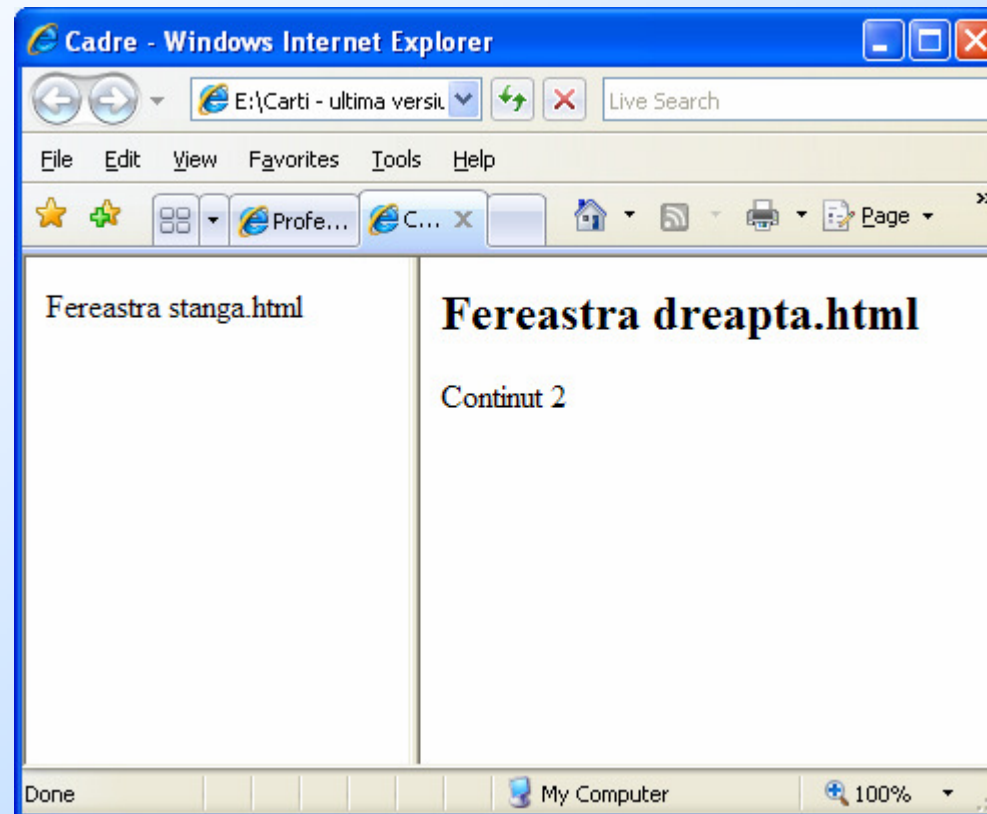 Cadre - Windows Internet Explorer
E:\Carti - ultima versiu
Live Search
File Edit View Favorites Tools Help
Profe... C... X
Page
Fereastra stanga.html
Fereastra dreapta.html
Continut 2
Done
My Computer
100%